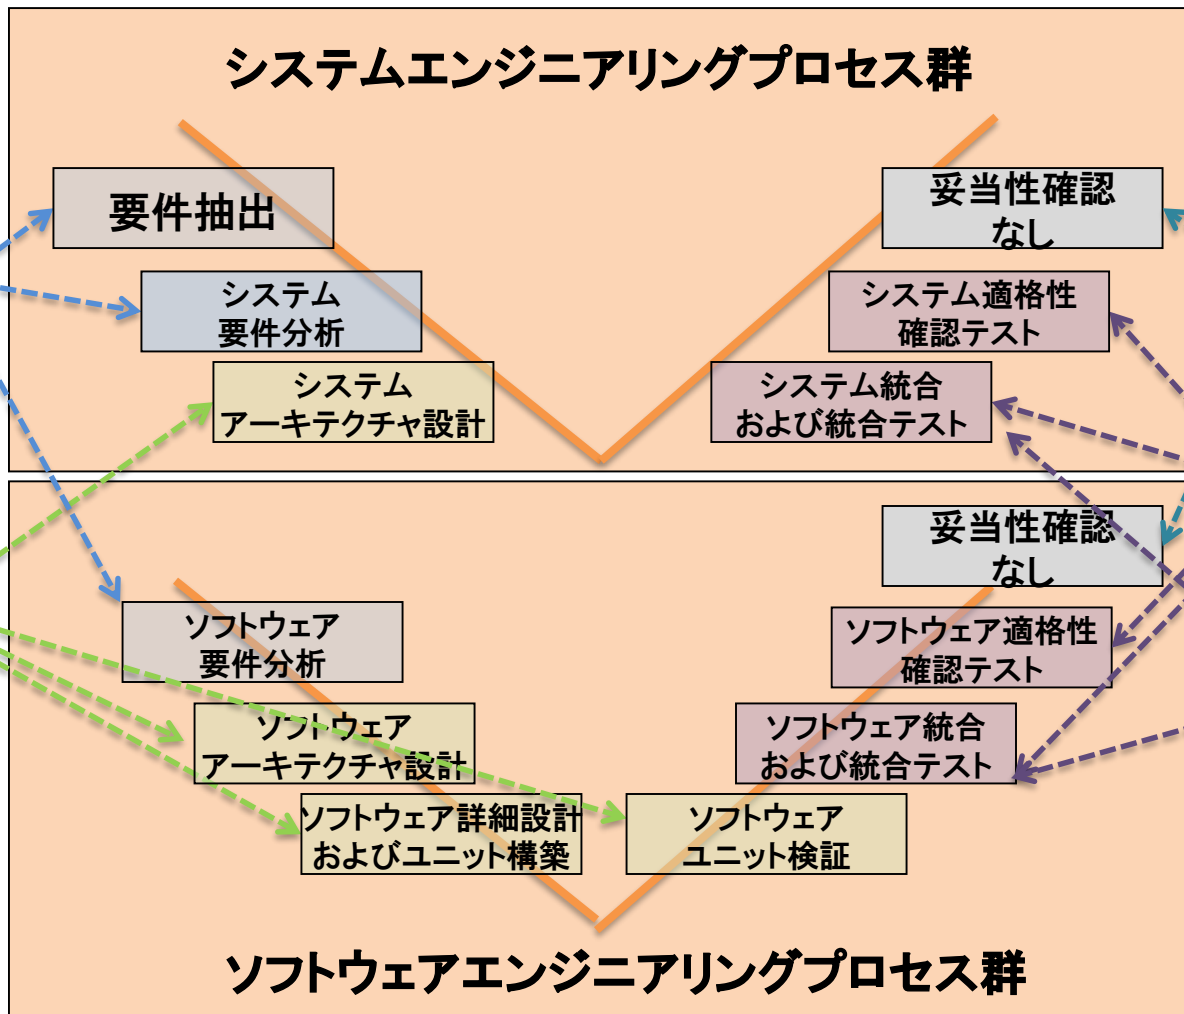 システムエンジニアリングプロセス群
要件抽出
妥当性確認
なし
システム
要件分析
システム適格性
確認テスト
システム
アーキテクチャ設計
システム統合
および統合テスト
妥当性確認
なし
ソフトウェア
要件分析
ソフトウェア適格性
確認テスト
ソフトウェア
アーキテクチャ設計
ソフトウェア統合
および統合テスト
ソフトウェア詳細設計
およびユニット構築
ソフトウェア
ユニット検証
ソフトウェアエンジニアリングプロセス群